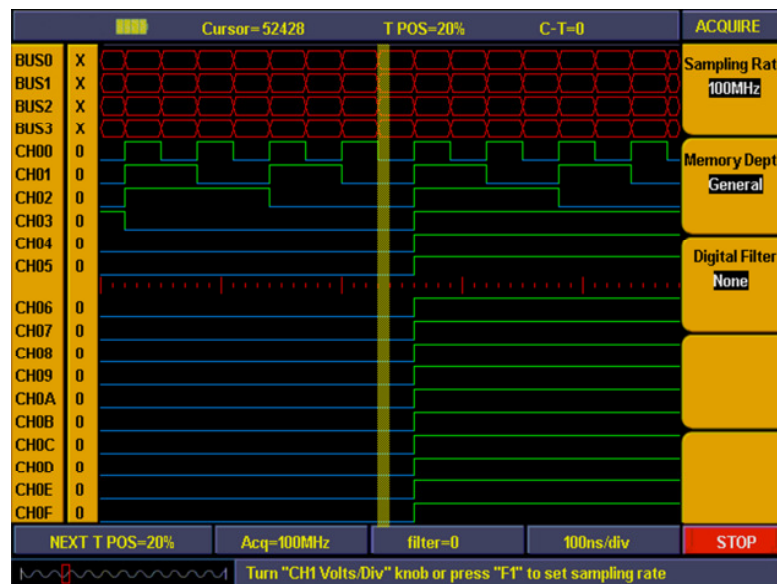 Cursor=52428 T POS=20% C-T=0 ACQUIRE
BUS0 X
BUS1 X
BUS2 X
BUS3 X
CH00 0
CH01 0
CH02 0
CH03 0
CH04 0
CH05 0
CH06 0
CH07 0
CH08 0
CH09 0
CH0A 0
CH0B 0
CH0C 0
CH0D 0
CH0E 0
CH0F 0
Sampling Rat
100MHz
Memory Dept
General
Digital Filter
None
NEXT T POS=20% Acq=100MHz filter=0 100ns/div STOP
Turn "CH1 Volts/Div" knob or press "F1" to set sampling rate